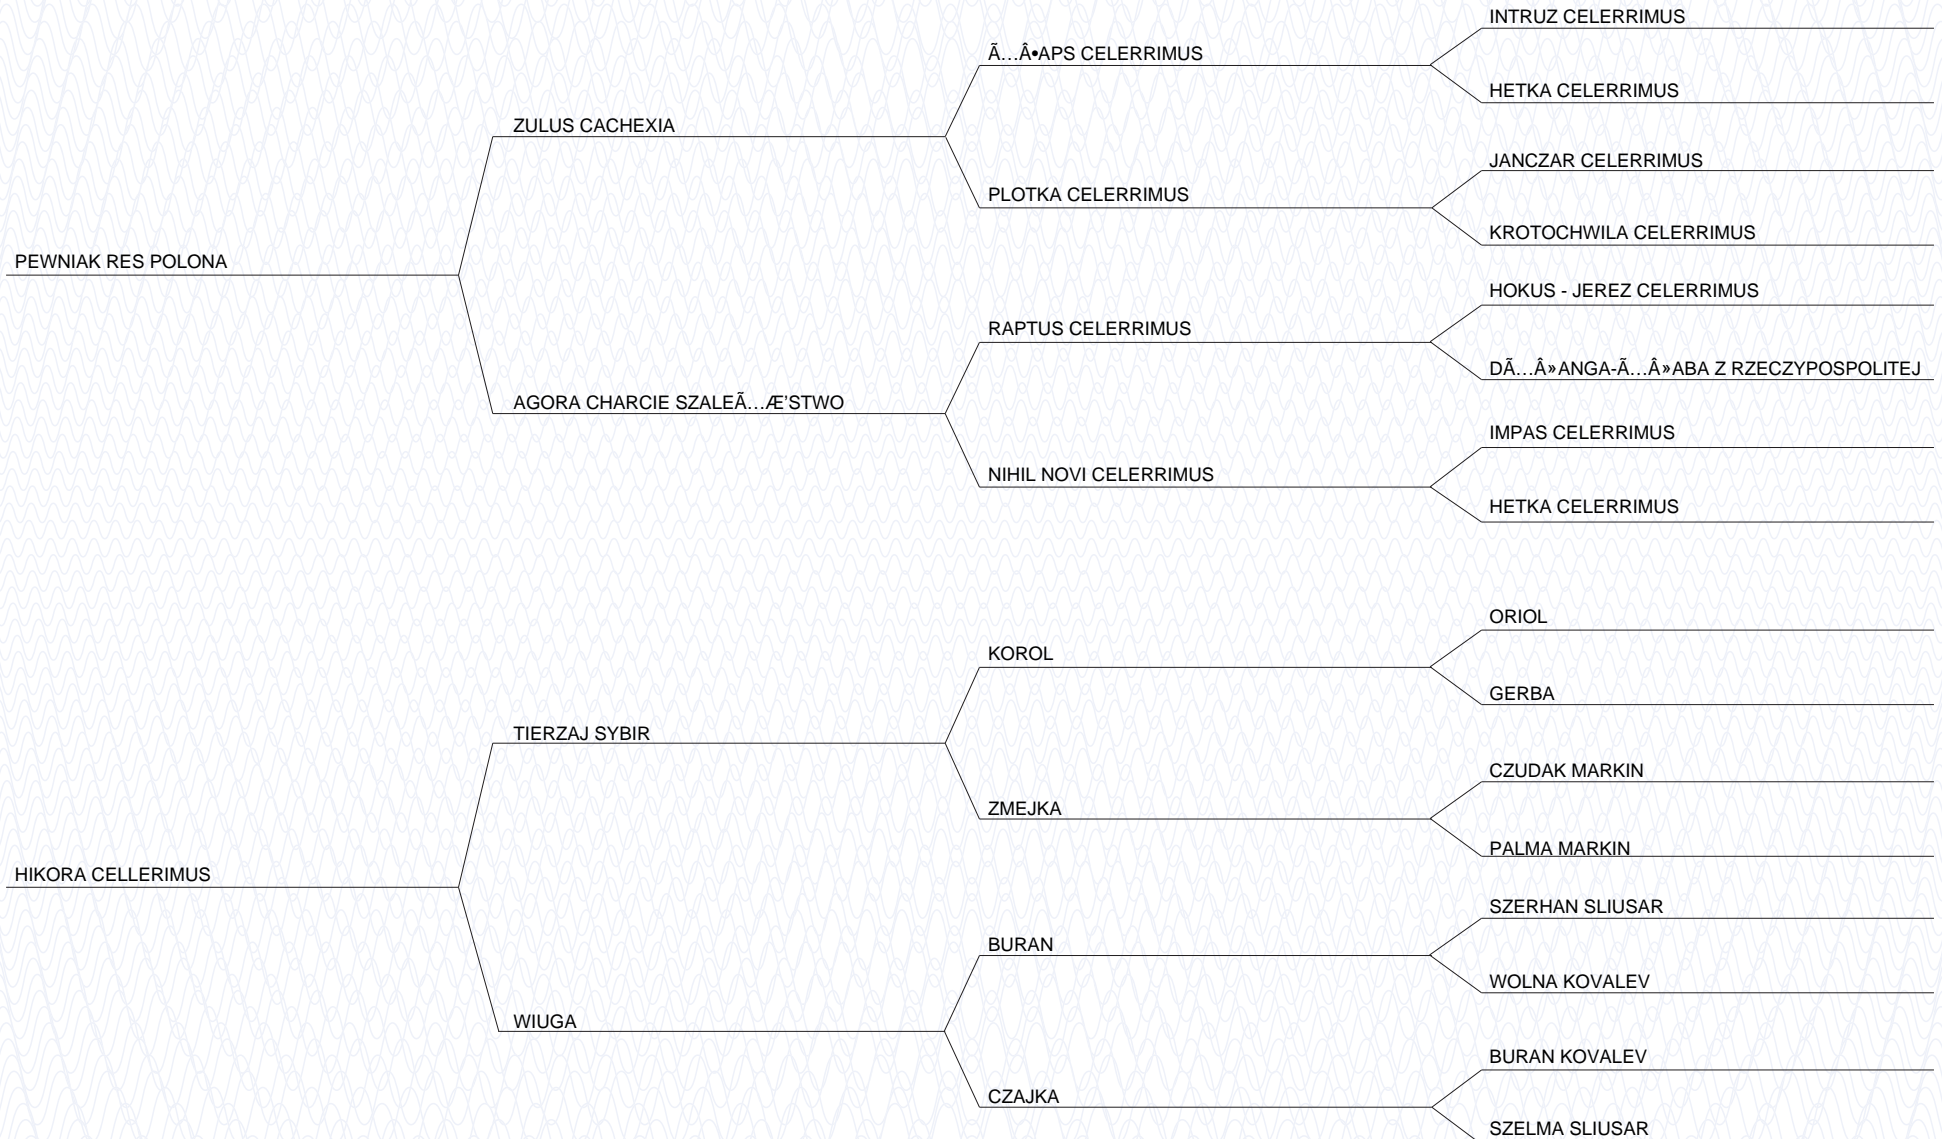 INTRUZ CELERRIMUS
Ã…Â•APS CELERRIMUS
HETKA CELERRIMUS
ZULUS CACHEXIA
JANCZAR CELERRIMUS
PLOTKA CELERRIMUS
KROTOCHWILA CELERRIMUS
PEWNIAK RES POLONA
HOKUS - JEREZ CELERRIMUS
RAPTUS CELERRIMUS
DÃ…Â»ANGA-Ã…Â»ABA Z RZECZYPOSPOLITEJ
AGORA CHARCIE SZALEÃ…Æ’STWO
IMPAS CELERRIMUS
NIHIL NOVI CELERRIMUS
HETKA CELERRIMUS
ORIOL
KOROL
GERBA
TIERZAJ SYBIR
CZUDAK MARKIN
ZMEJKA
PALMA MARKIN
HIKORA CELLERIMUS
SZERHAN SLIUSAR
BURAN
WOLNA KOVALEV
WIUGA
BURAN KOVALEV
CZAJKA
SZELMA SLIUSAR